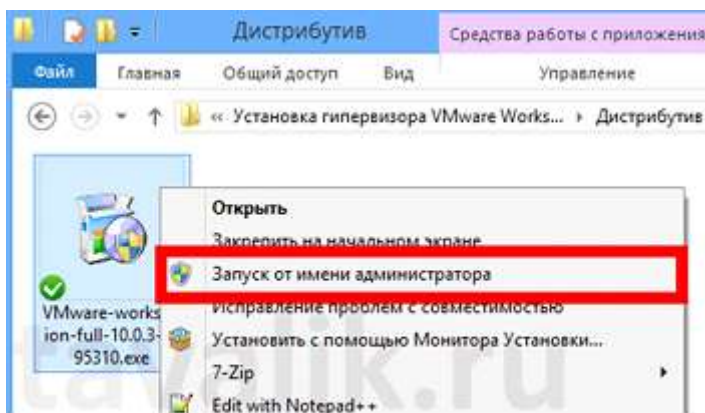 Дистрибутив
Средства работы с приложения
Файл
Главная
Общий доступ
Вид
Управление
« Установка гипервизора VMware Works... Дистрибутив
Открыть
Закрепить на начальном экране
Запуск от имени администратора
Исправление проблем с совместимостью
VMware-works
ion-full-10.0.3-
95310.exe
Установить с помощью Монитора Установки...
7-Zip
Edit with Notepad++
tavalik.ru